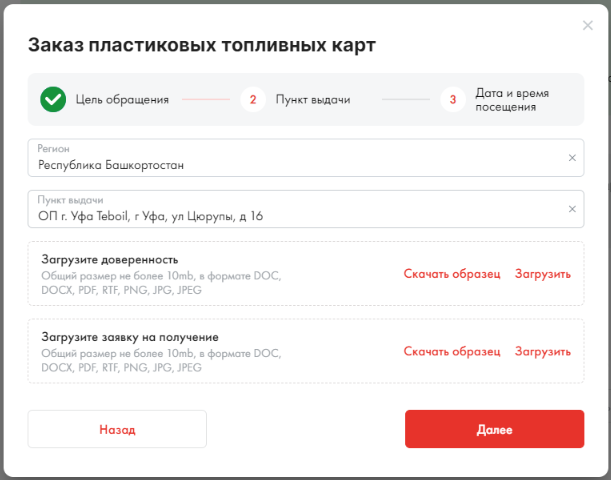 Заказ пластиковых топливных карт
Цель обращения
2
Пункт выдачи
3
Дата и время
посещения
Регион
Республика Башкортостан
Пункт выдачи
ОП г. Уфа Teboil, г Уфа, ул Цюрупы, д 16
Загрузите доверенность
Общий размер не более 10mb, в формате DOC,
DOCX, PDF, RTF, PNG, JPG, JPEG
Скачать образец Загрузить
Загрузите заявку на получение
Общий размер не более 10mb, в формате DOC,
DOCX, PDF, RTF, PNG, JPG, JPEG
Скачать образец Загрузить
Назад
Далее